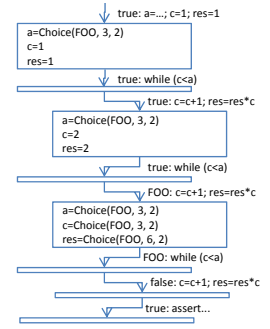 true: a=...; c=1; res=1
a=Choice(FOO, 3, 2)
c=1
res=1
true: while (c<a)
true: c=c+1; res=res*c
a=Choice(FOO, 3, 2)
c=2
res=2
true: while (c<a)
FOO: c=c+1; res=res*c
a=Choice(FOO, 3, 2)
c=Choice(FOO, 3, 2)
res=Choice(FOO, 6, 2)
FOO: while (c<a)
false: c=c+1; res=res*c
true: assert...